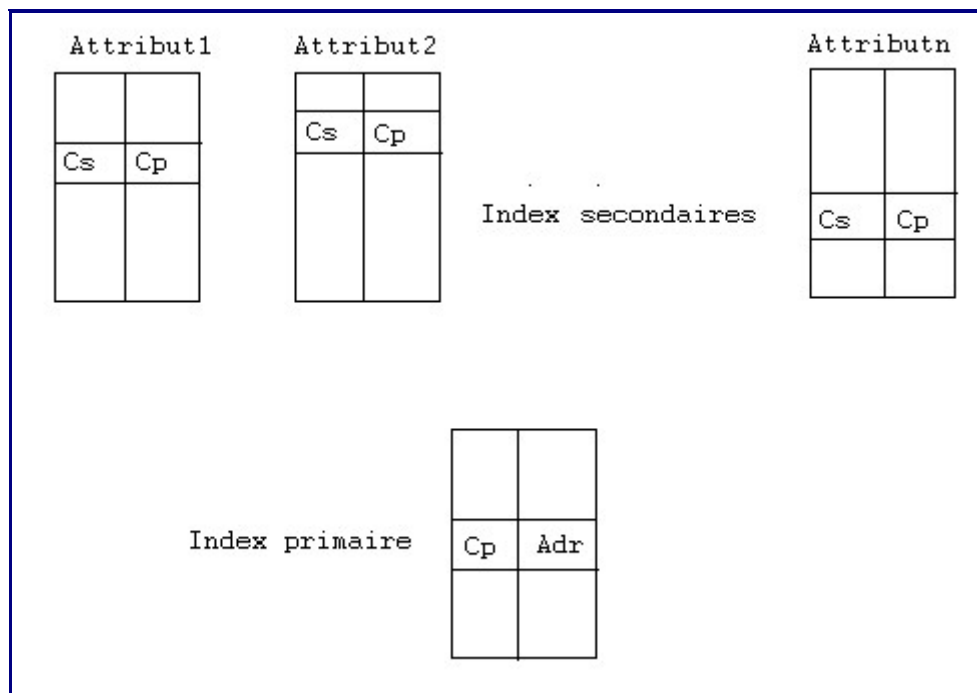 Attribut1 Attribut2 Attributn
Cs Cp
Cs Cp
Index secondaires
Cs Cp
Index primaire
Cp Adr